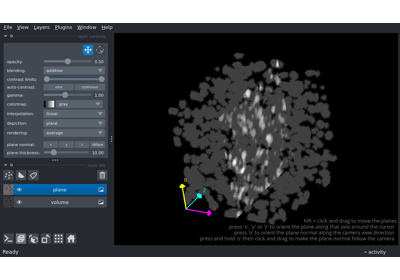 File View Layers Plugins Window Help
layer controls
opacity: 0.50
blending: additive
contrast limits:
auto-contrast: once continuous
gamma: 1.00
colormap: gray
interpolation: linear
depiction: plane
rendering: average
plane normal: x y z oblique
plane thickness: 10.00
layer list
plane
volume
0
hift + click and drag to move the planes
press 'x', 'y' or 'z' to orient the plane along that axis around the cursor
press 'o' to orient the plane normal along the camera view direction
press and hold 'o' then click and drag to make the plane normal follow the camera
Ready
activity